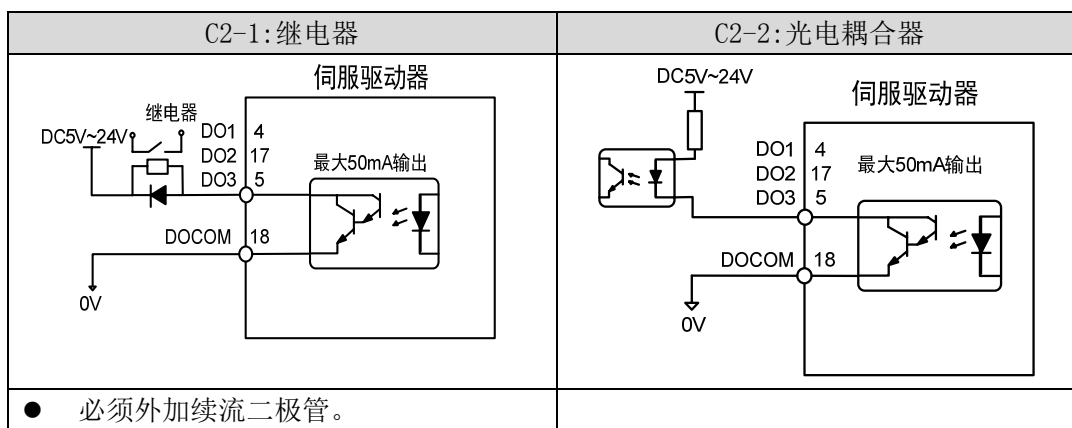 C2-1:继电器
C2-2:光电耦合器
伺服驱动器
继电器
DC5V~24V
DO1 4
DO2 17
DO3 5
最大50mA输出
DOCOM 18
0V
DC5V~24V
伺服驱动器
DO1 4
DO2 17
DO3 5
最大50mA输出
DOCOM 18
0V
● 必须外加续流二极管。